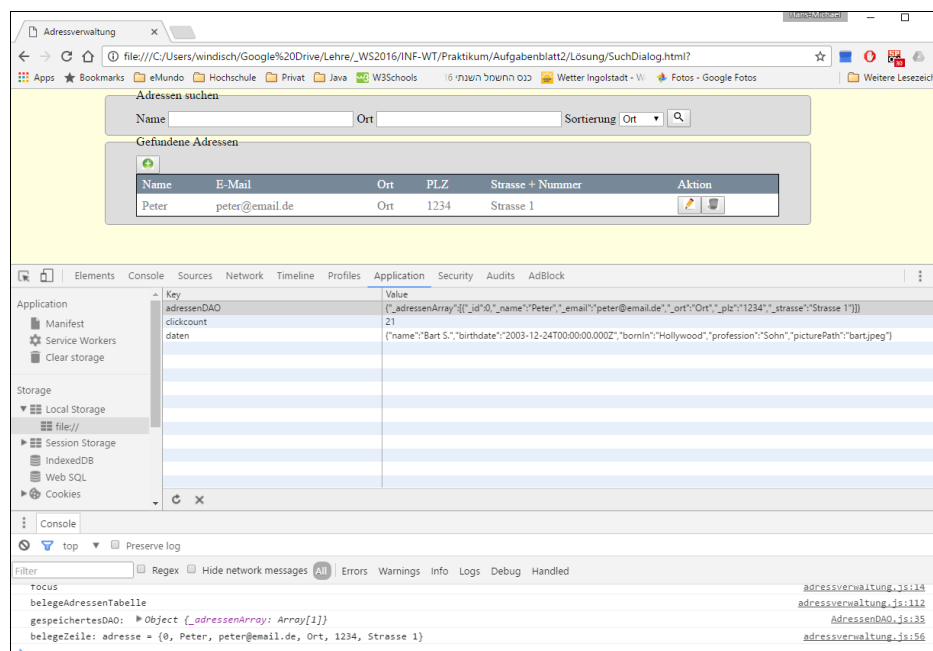 Hans-Michael
Adressverwaltung
file:///C:/Users/windisch/Google%20Drive/Lehre/_WS2016/INF-WT/Praktikum/Aufgabenblatt2/Lösung/SuchDialog.html?
Apps Bookmarks eMundo Hochschule Privat Java W3Schools כנס החשמל השנתי 16 Wetter Ingolstadt - W Fotos - Google Fotos Weitere Lesezeich
Adressen suchen
Name Ort Sortierung Ort
Gefundene Adressen
Name E-Mail Ort PLZ Strasse + Nummer Aktion
Peter peter@email.de Ort 1234 Strasse 1
Elements Console Sources Network Timeline Profiles Application Security Audits AdBlock
Application
Manifest
Service Workers
Clear storage
Storage
Local Storage
file://
Session Storage
IndexedDB
Web SQL
Cookies
Key Value
adressenDAO {"_adressenArray":[{"_id":0,"_name":"Peter","_email":"peter@email.de","_ort":"Ort","_plz":"1234","_strasse":"Strasse 1"}]}
clickcount 21
daten {"name":"Bart S.","birthdate":"2003-12-24T00:00:00.000Z","bornIn":"Hollywood","profession":"Sohn","picturePath":"bart.jpeg"}
Console
top Preserve log
Filter Regex Hide network messages All Errors Warnings Info Logs Debug Handled
focus adressverwaltung.js:14
belegeAdressenTabelle adressverwaltung.js:112
gespeichertesDAO: Object {_adressenArray: Array[1]} AdressenDAO.js:35
belegeZeile: adresse = {0, Peter, peter@email.de, Ort, 1234, Strasse 1} adressverwaltung.js:56